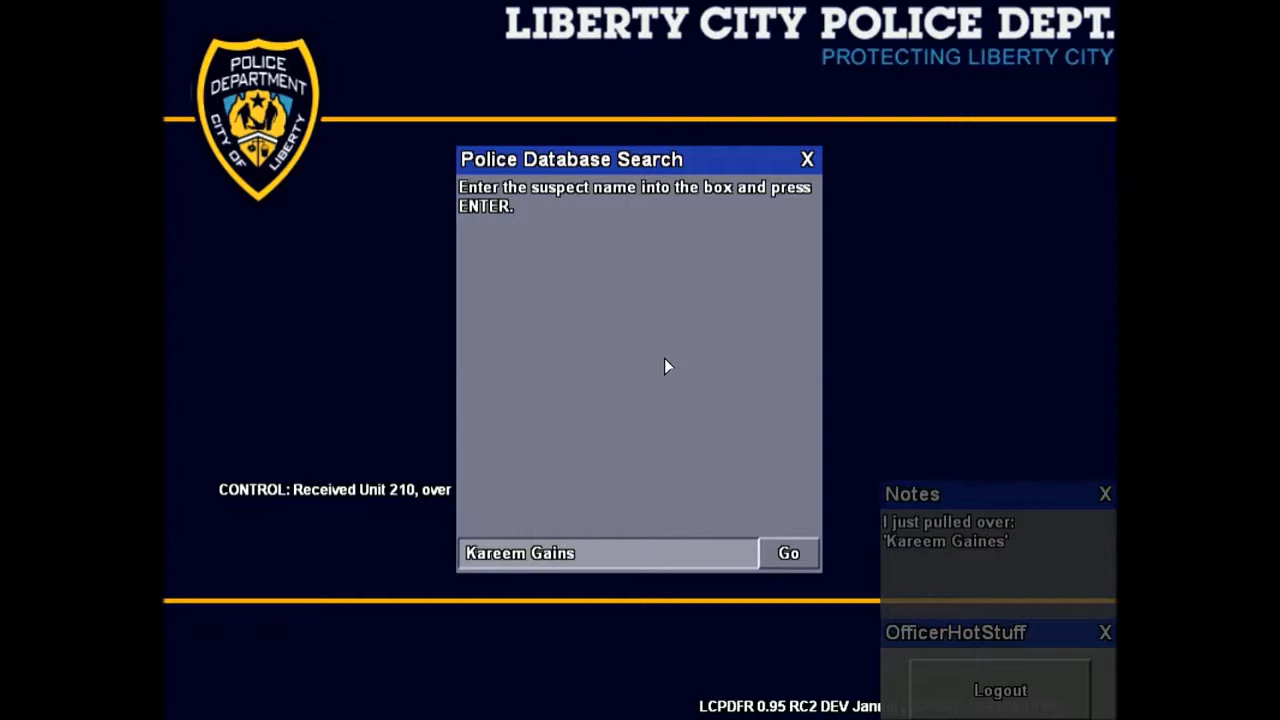 LIBERTY CITY POLICE DEPT.
PROTECTING LIBERTY CITY
POLICE
DEPARTMENT
CITY OF
LIBERTY
Police Database Search X
Enter the suspect name into the box and press
ENTER.
CONTROL: Received Unit 210, over
Kareem Gains Go
Notes X
I just pulled over:
'Kareem Gaines'
OfficerHotStuff X
Logout
LCPDFR 0.95 RC2 DEV